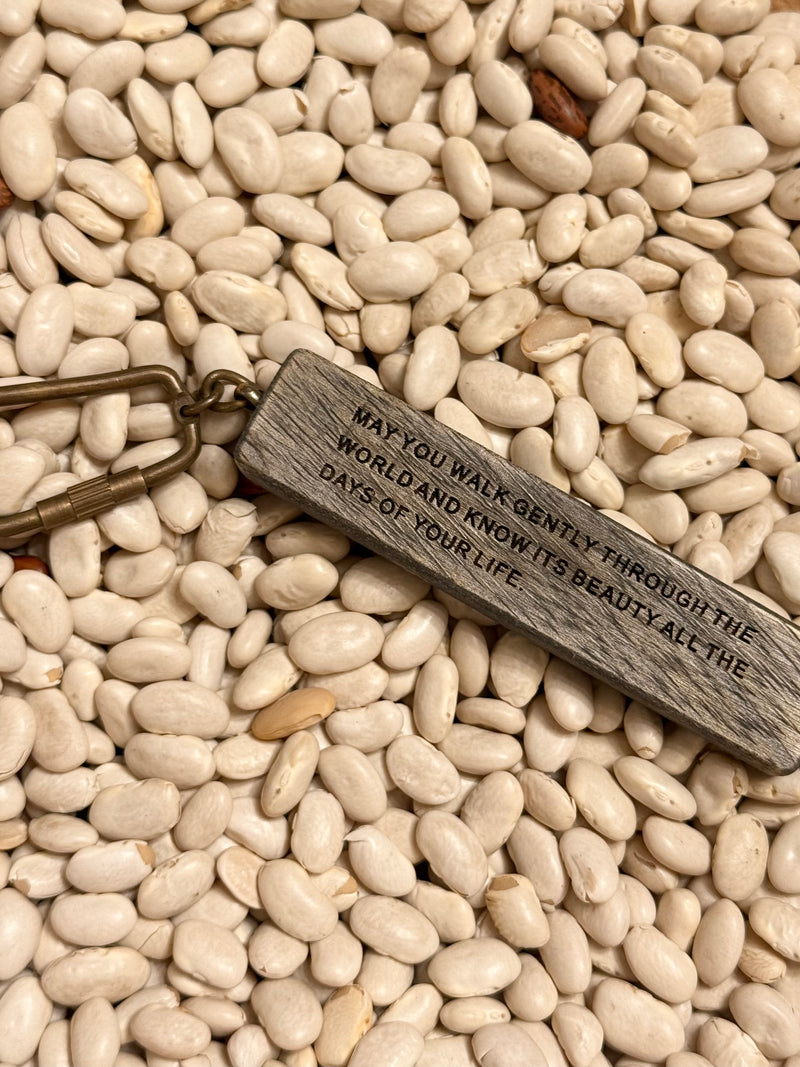 MAY YOU WALK GENTLY THROUGH THE
WORLD AND KNOW ITS BEAUTY ALL THE
DAYS OF YOUR LIFE.